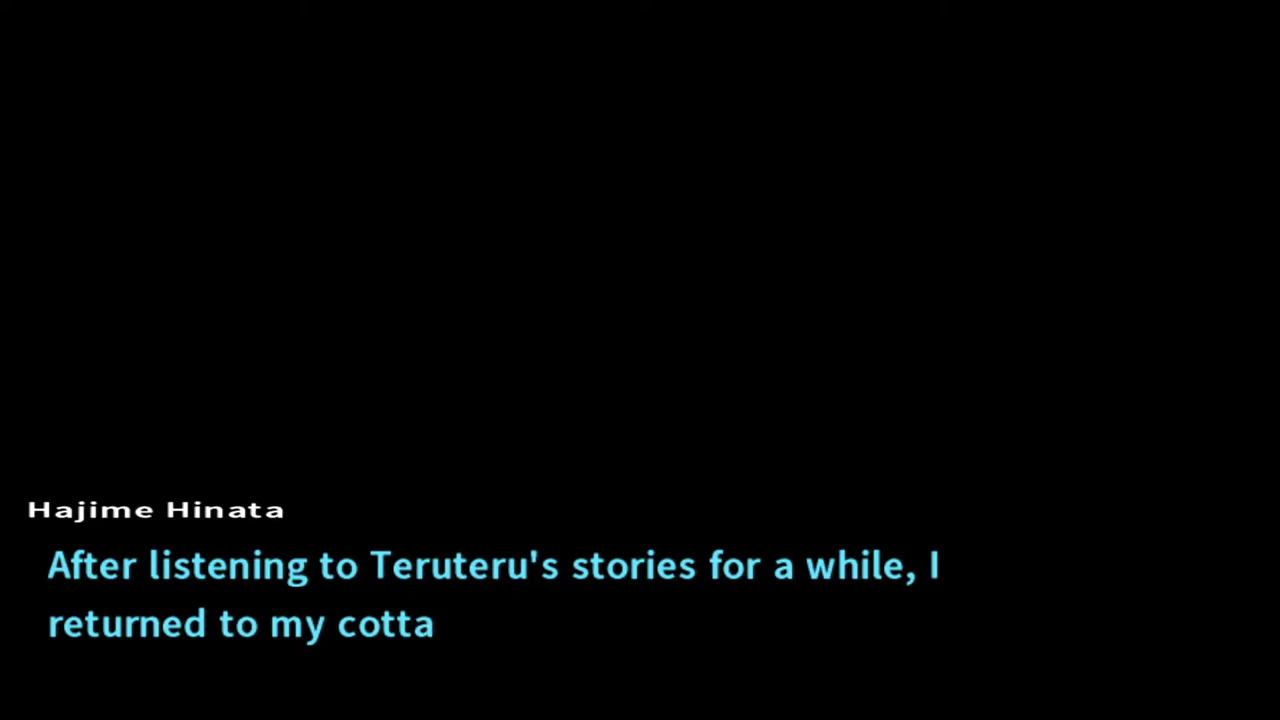 Hajime Hinata
After listening to Teruteru's stories for a while, I
returned to my cotta